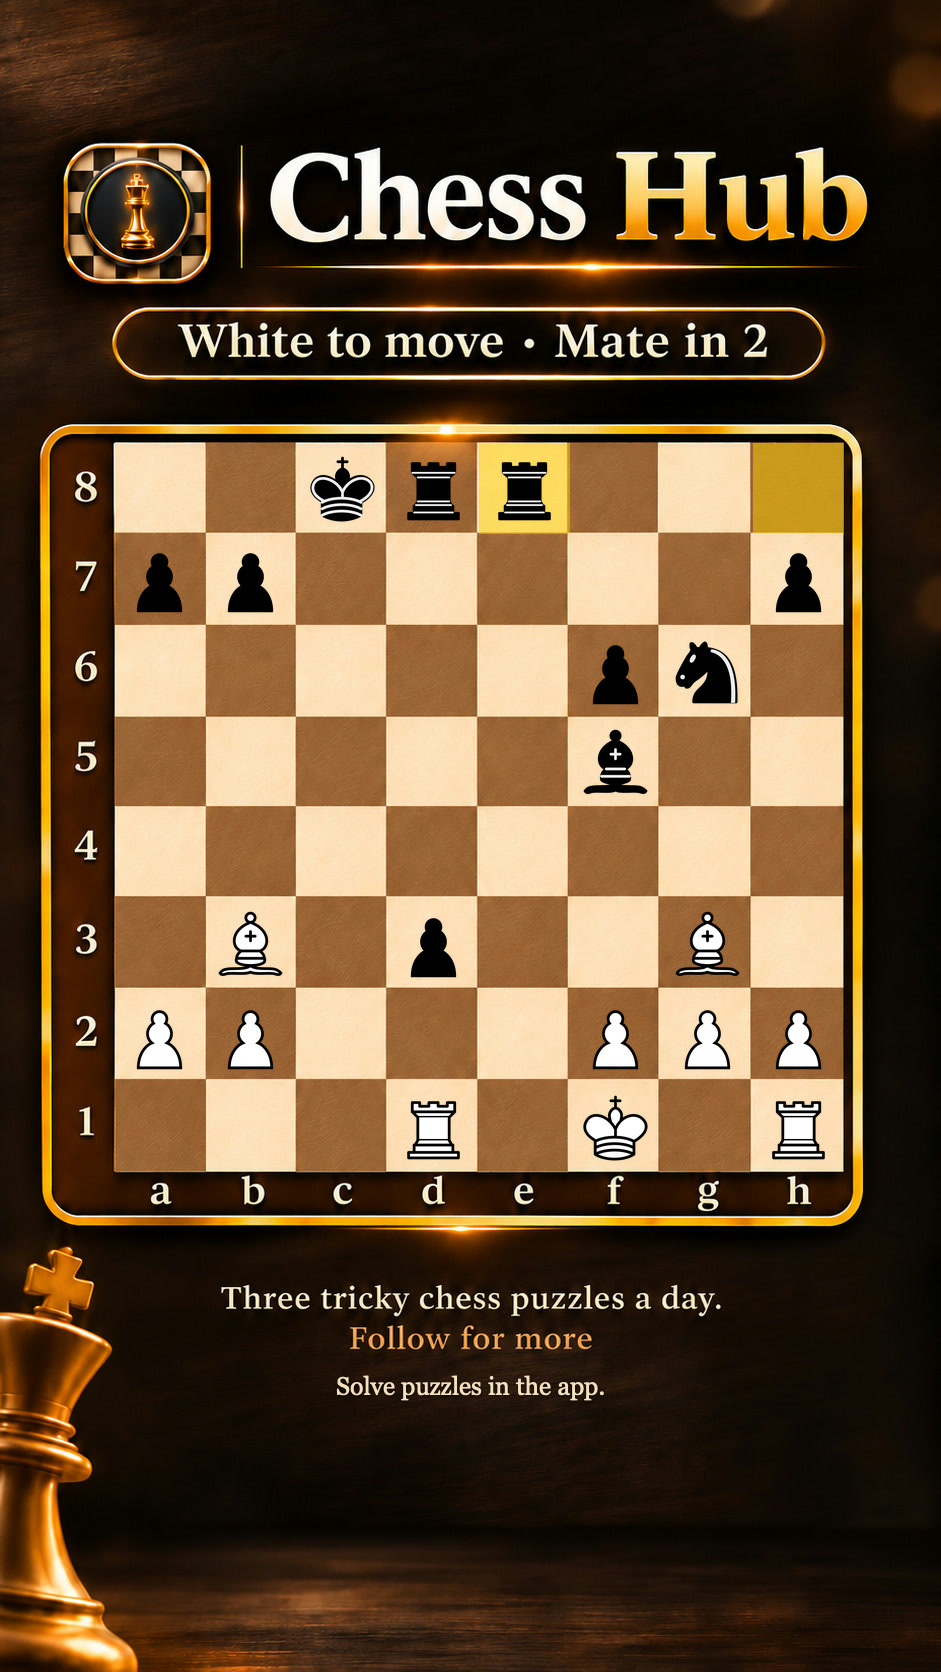 Chess Hub
White to move · Mate in 2
8
7
6
5
4
3
2
1
a b c d e f g h
Three tricky chess puzzles a day.
Follow for more
Solve puzzles in the app.